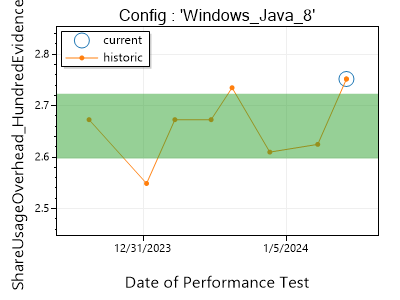 Config : 'Windows_Java_8'
current
historic
ShareUsageOverhead_HundredEvidence
2.8
2.7
2.6
2.5
12/31/2023
1/5/2024
Date of Performance Test